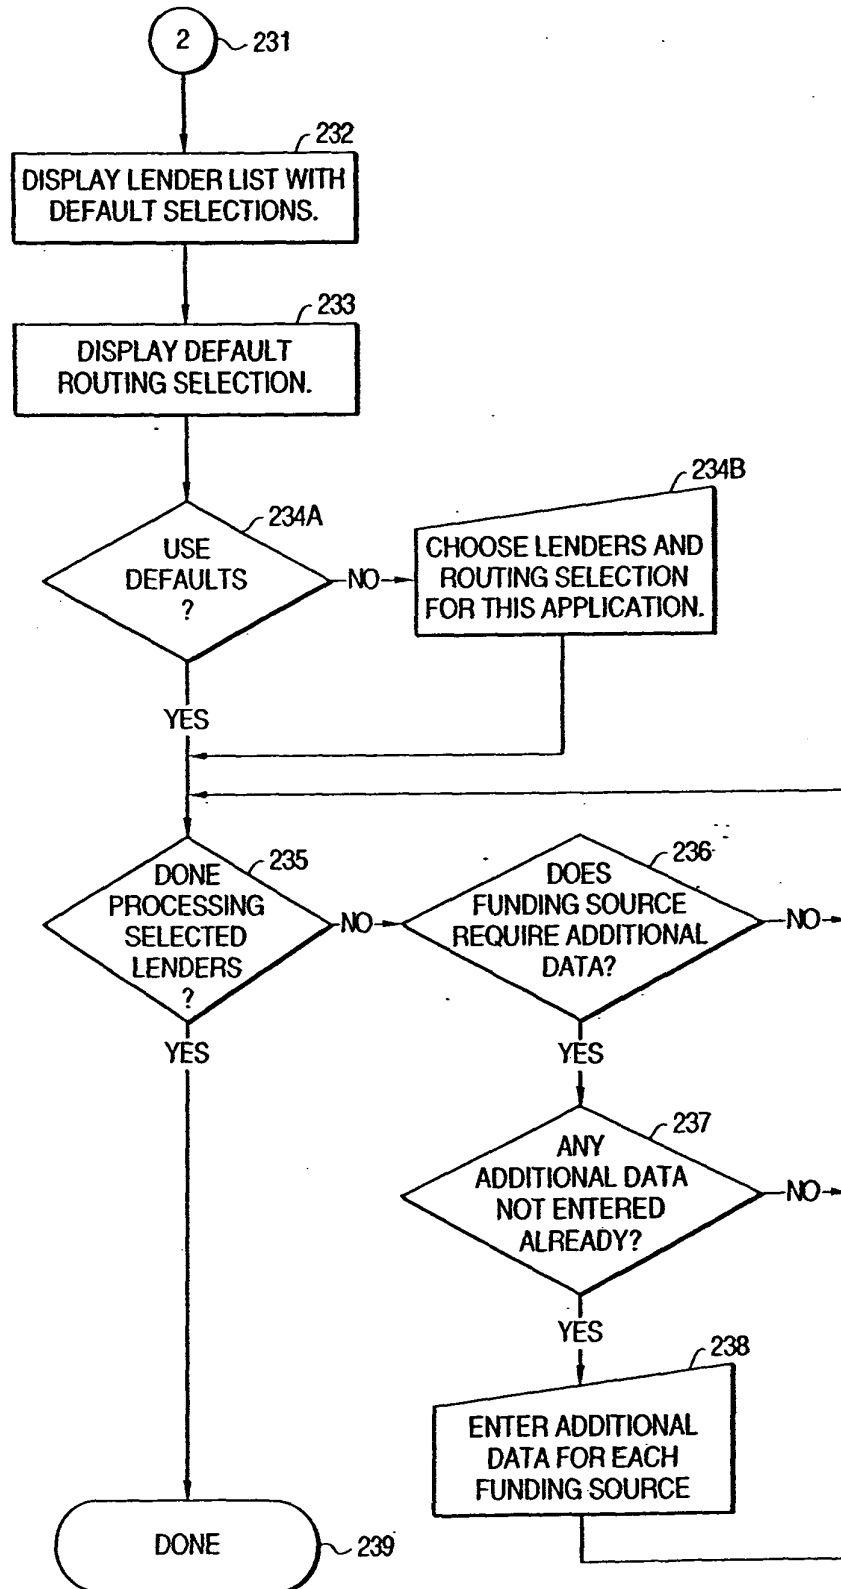 2
231
232
DISPLAY LENDER LIST WITH
DEFAULT SELECTIONS.
233
DISPLAY DEFAULT
ROUTING SELECTION.
234A
USE
DEFAULTS
?
NO
234B
CHOOSE LENDERS AND
ROUTING SELECTION
FOR THIS APPLICATION.
YES
235
DONE
PROCESSING
SELECTED
LENDERS
?
NO
236
DOES
FUNDING SOURCE
REQUIRE ADDITIONAL
DATA?
NO
YES
YES
237
ANY
ADDITIONAL DATA
NOT ENTERED
ALREADY?
NO
YES
238
ENTER ADDITIONAL
DATA FOR EACH
FUNDING SOURCE
DONE
239